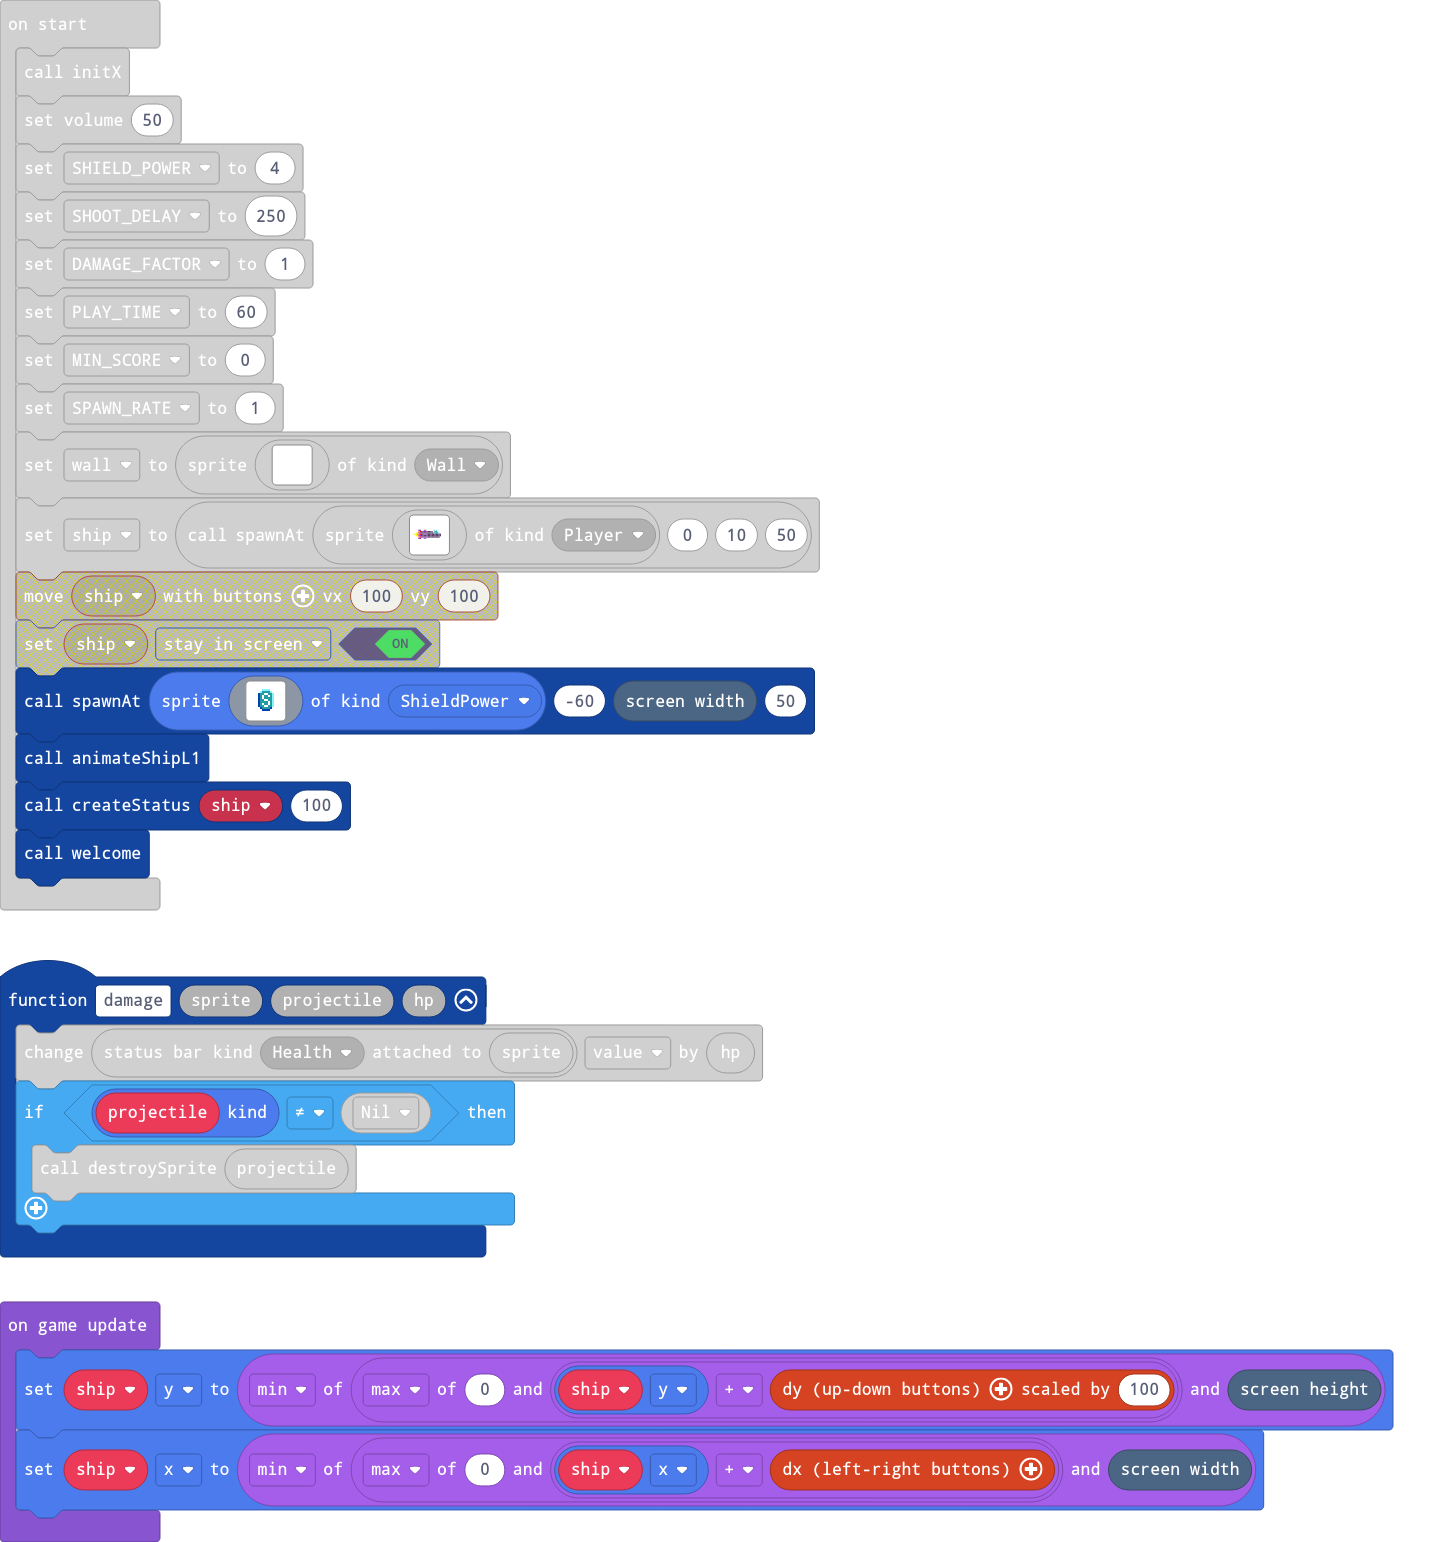 on start
call initX
set volume 50
set SHIELD_POWER to 4
set SHOOT_DELAY to 250
set DAMAGE_FACTOR to 1
set PLAY_TIME to 60
set MIN_SCORE to 0
set SPAWN_RATE to 1
set wall to sprite of kind Wall
set ship to call spawnAt sprite of kind Player 0 10 50
move ship with buttons vx 100 vy 100
set ship stay in screen ON
call spawnAt sprite of kind ShieldPower -60 screen width 50
call animateShipL1
call createStatus ship 100
call welcome
function damage sprite projectile hp
change status bar kind Health attached to sprite value by hp
if projectile kind ≠ Nil then
call destroySprite projectile
on game update
set ship y to min of max of 0 and ship y + dy (up-down buttons) scaled by 100 and screen height
set ship x to min of max of 0 and ship x + dx (left-right buttons) and screen width